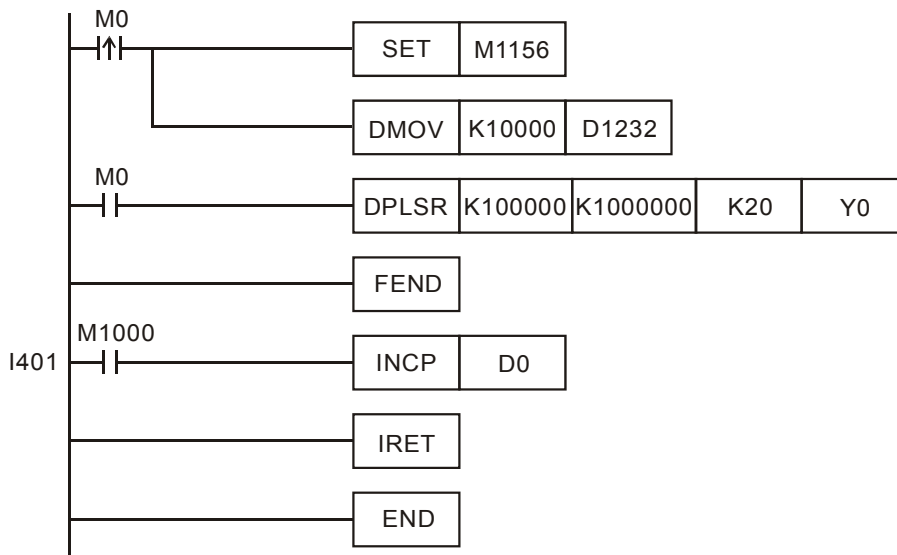 M0
SET M1156
DMOV K10000 D1232
M0
DPLSR K100000 K1000000 K20 Y0
FEND
M1000
I401 INCP D0
IRET
END